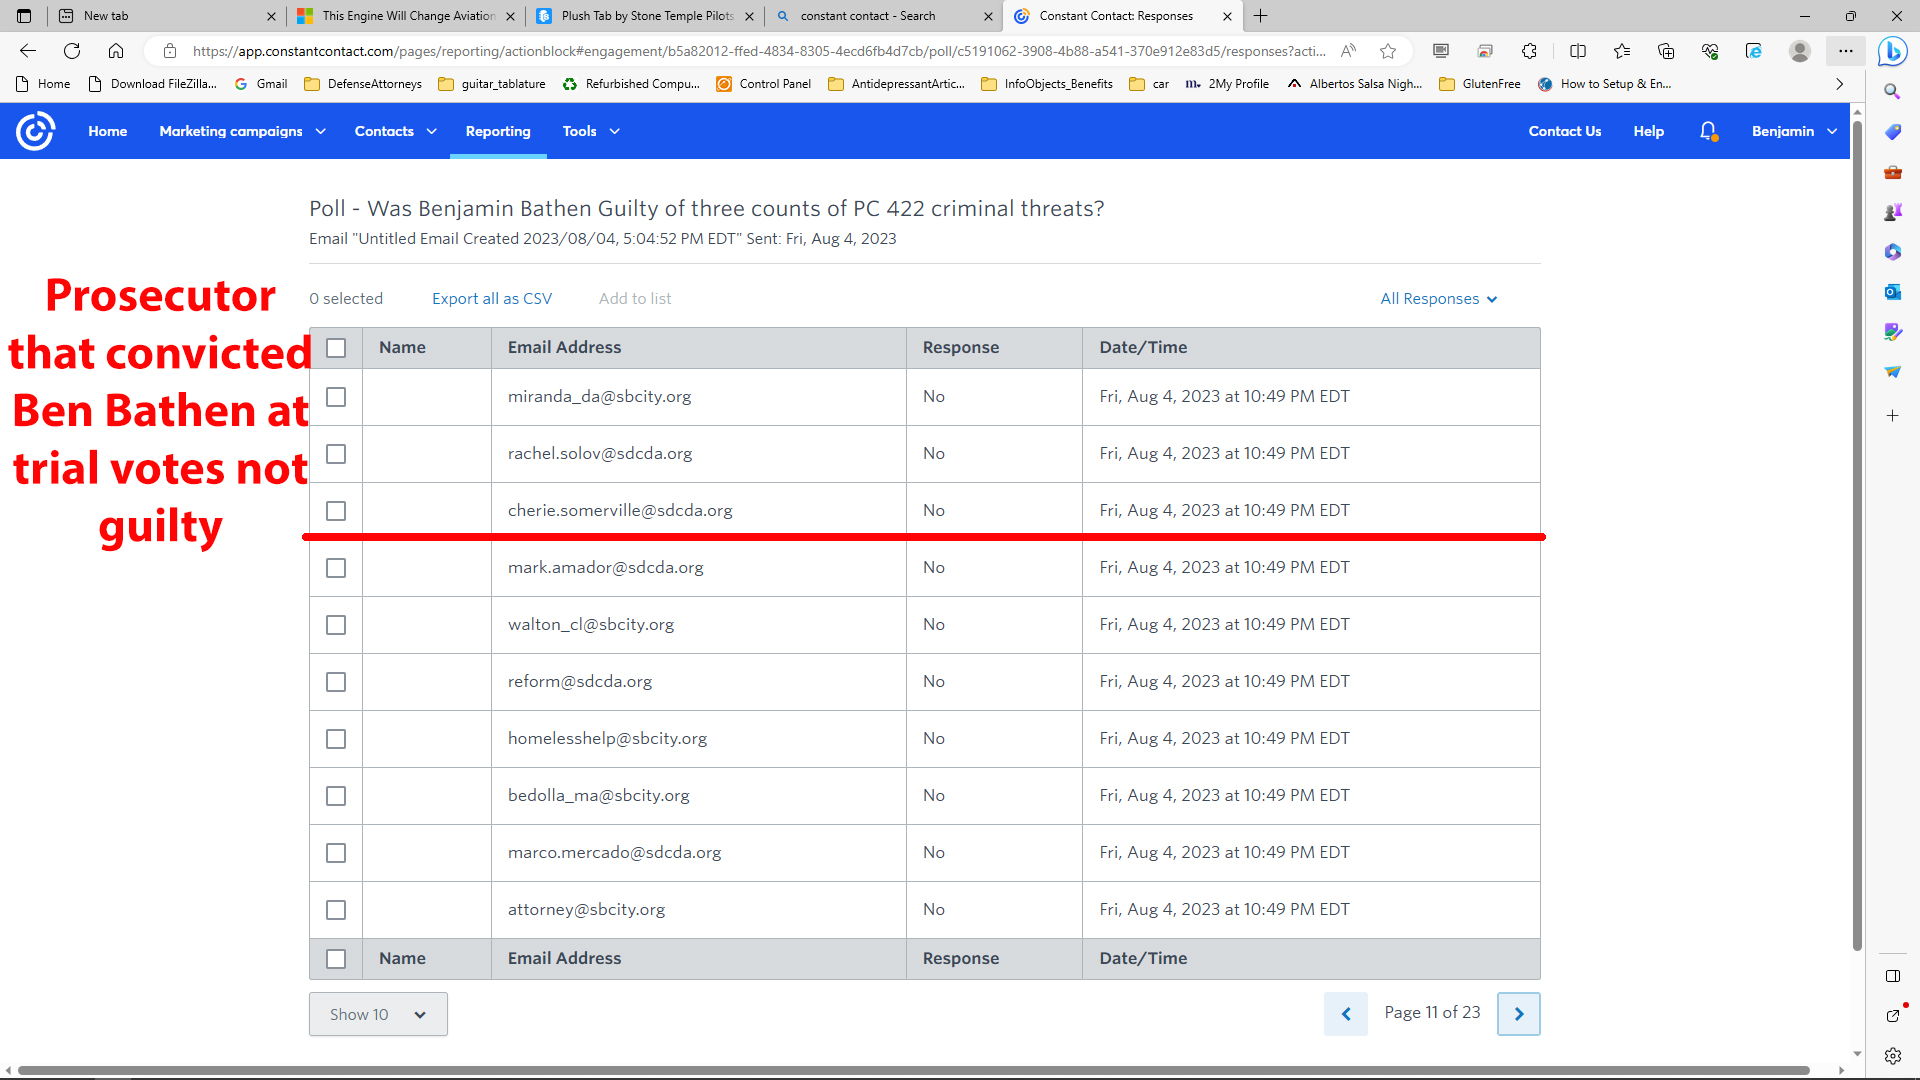 New tab
This Engine Will Change Aviation
Plush Tab by Stone Temple Pilots
constant contact - Search
Constant Contact: Responses
https://app.constantcontact.com/pages/reporting/actionblock#engagement/b5a82012-ffed-4834-8305-4ecd6fb4d7cb/poll/c5191062-3908-4b88-a541-370e912e83d5/responses?acti...
Home Download FileZilla... Gmail DefenseAttorneys guitar_tablature Refurbished Compu... Control Panel AntidepressantArtic... InfoObjects_Benefits car 2My Profile Albertos Salsa Nigh... GlutenFree How to Setup & En...
Home Marketing campaigns Contacts Reporting Tools Contact Us Help Benjamin
Poll - Was Benjamin Bathen Guilty of three counts of PC 422 criminal threats?
Email "Untitled Email Created 2023/08/04, 5:04:52 PM EDT" Sent: Fri, Aug 4, 2023
Prosecutor
that convicted
Ben Bathen at
trial votes not
guilty
0 selected Export all as CSV Add to list All Responses
Name Email Address Response Date/Time
miranda_da@sbcity.org No Fri, Aug 4, 2023 at 10:49 PM EDT
rachel.solov@sdcda.org No Fri, Aug 4, 2023 at 10:49 PM EDT
cherie.somerville@sdcda.org No Fri, Aug 4, 2023 at 10:49 PM EDT
mark.amador@sdcda.org No Fri, Aug 4, 2023 at 10:49 PM EDT
walton_cl@sbcity.org No Fri, Aug 4, 2023 at 10:49 PM EDT
reform@sdcda.org No Fri, Aug 4, 2023 at 10:49 PM EDT
homelesshelp@sbcity.org No Fri, Aug 4, 2023 at 10:49 PM EDT
bedolla_ma@sbcity.org No Fri, Aug 4, 2023 at 10:49 PM EDT
marco.mercado@sdcda.org No Fri, Aug 4, 2023 at 10:49 PM EDT
attorney@sbcity.org No Fri, Aug 4, 2023 at 10:49 PM EDT
Name Email Address Response Date/Time
Show 10 Page 11 of 23